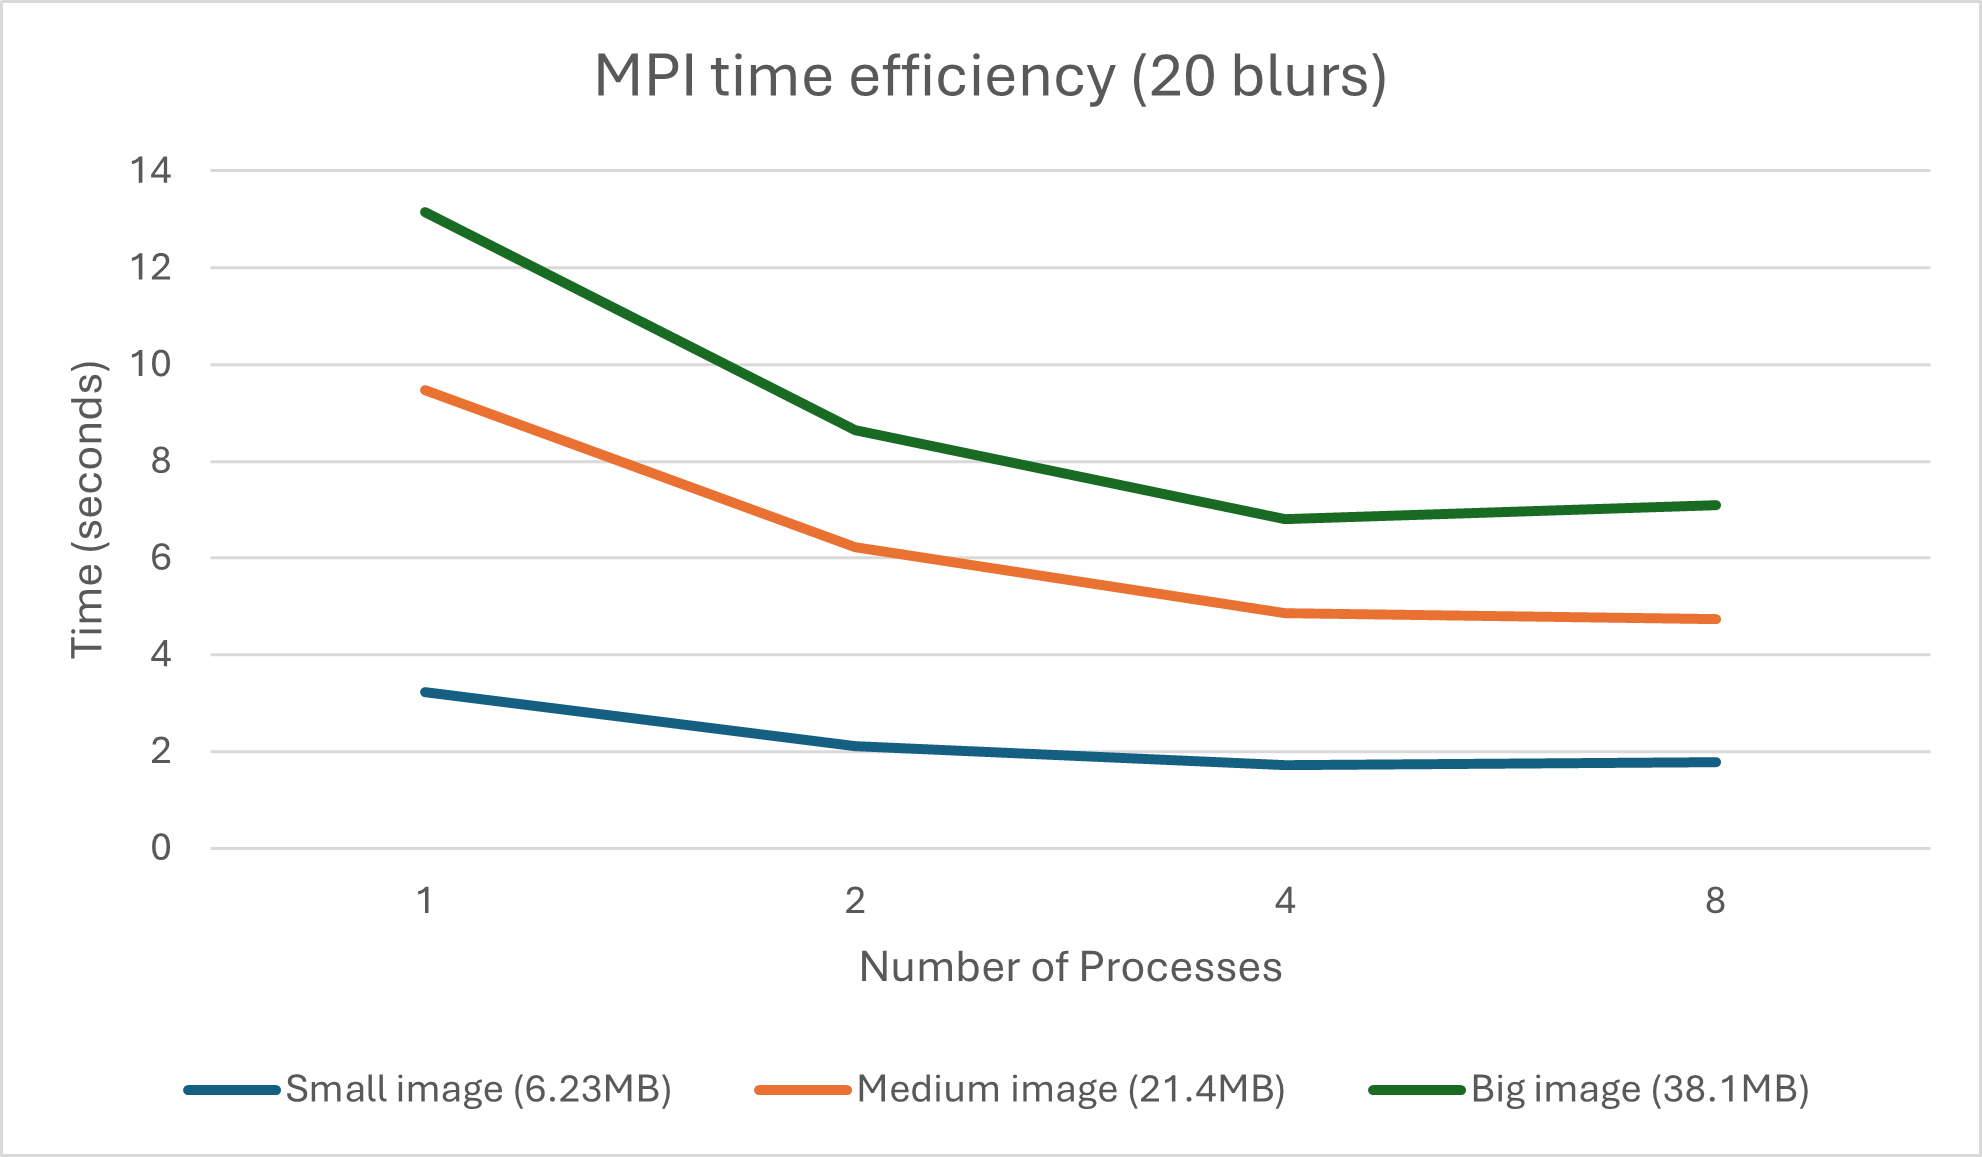 MPI time efficiency (20 blurs)
14
12
10
8
6
4
2
0
Time (seconds)
1 2 4 8
Number of Processes
Small image (6.23MB) Medium image (21.4MB) Big image (38.1MB)